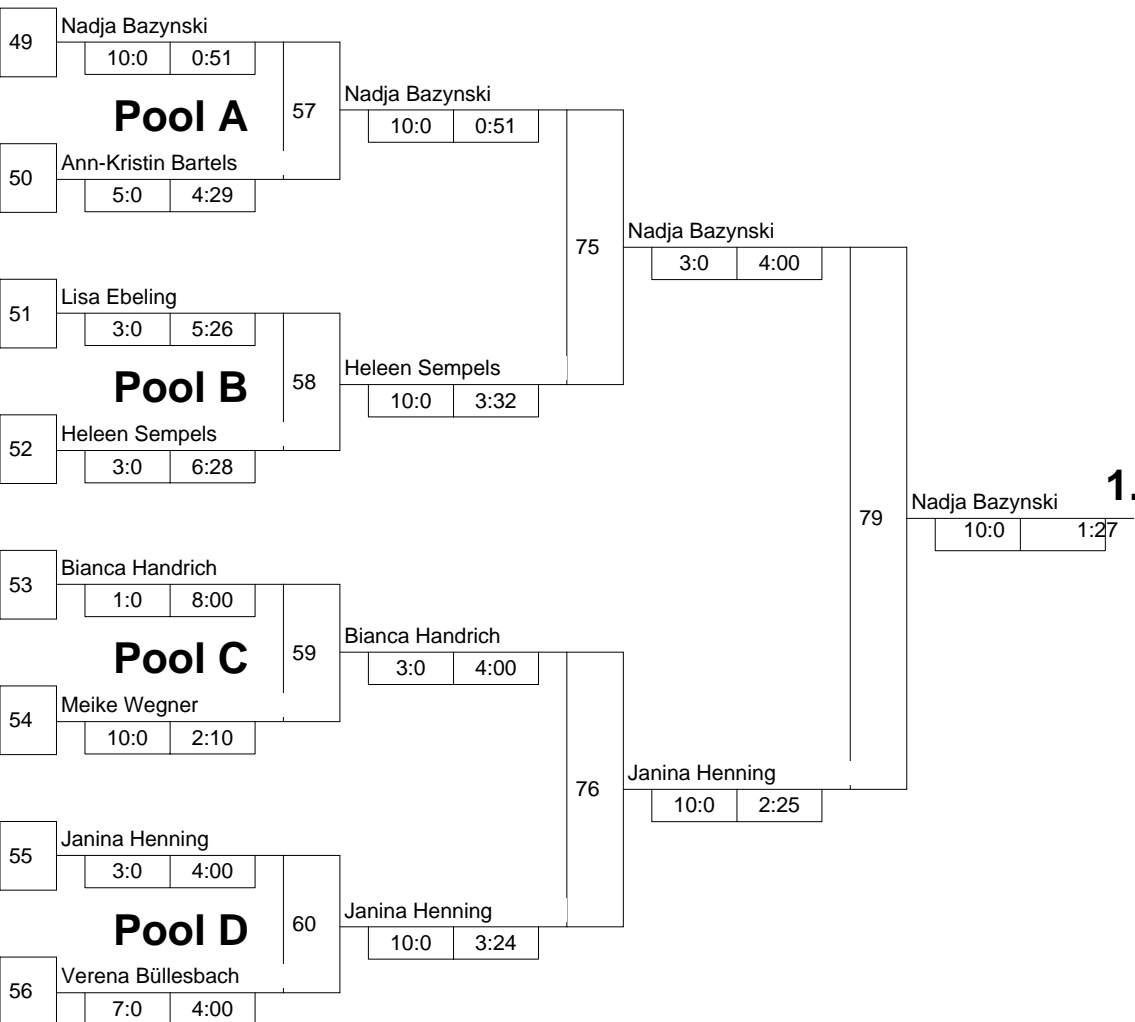 49
Nadja Bazynski
10:0 0:51
Pool A
57
50
Ann-Kristin Bartels
5:0 4:29
Nadja Bazynski
10:0 0:51
75
51
Lisa Ebeling
3:0 5:26
Pool B
58
52
Heleen Sempels
3:0 6:28
Heleen Sempels
10:0 3:32
Nadja Bazynski
3:0 4:00
79
53
Bianca Handrich
1:0 8:00
Pool C
59
54
Meike Wegner
10:0 2:10
Bianca Handrich
3:0 4:00
76
55
Janina Henning
3:0 4:00
Pool D
60
56
Verena Büllesbach
7:0 4:00
Janina Henning
10:0 3:24
Janina Henning
10:0 2:25
Nadja Bazynski 1.
10:0 1:27